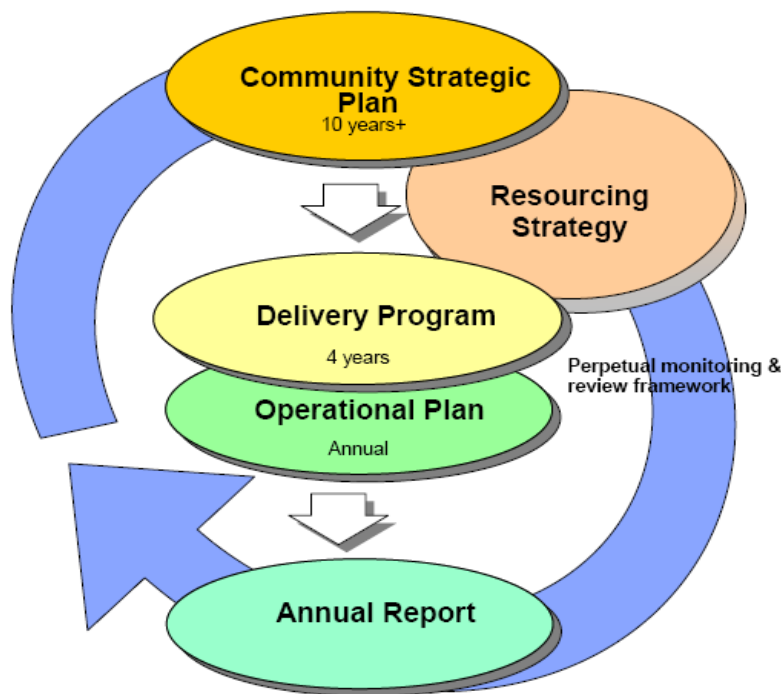 Community Strategic
Plan
10 years+
Resourcing
Strategy
Delivery Program
4 years
Perpetual monitoring &
review framework
Operational Plan
Annual
Annual Report